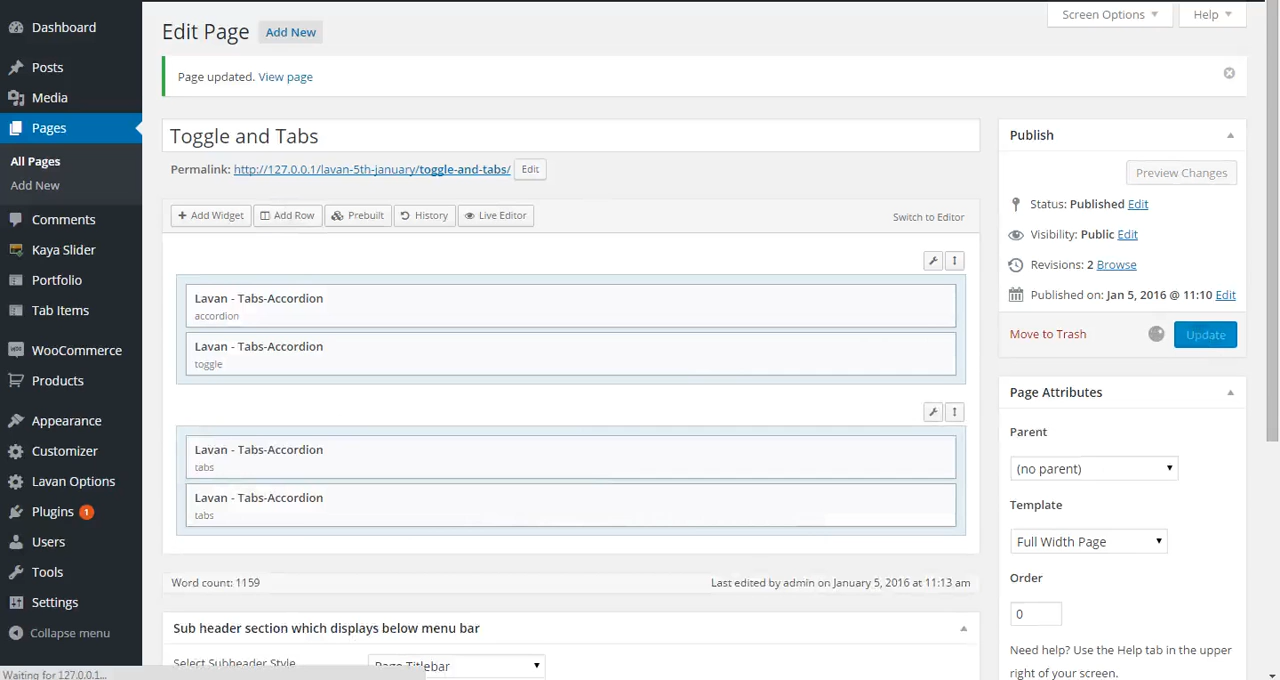 Dashboard
Posts
Media
Pages
All Pages
Add New
Comments
Kaya Slider
Portfolio
Tab Items
WooCommerce
Products
Appearance
Customizer
Lavan Options
Plugins 1
Users
Tools
Settings
Collapse menu
Waiting for 127.0.0.1...
Screen Options
Help
Edit Page Add New
Page updated. View page
Toggle and Tabs
Permalink: http://127.0.0.1/lavan-5th-january/toggle-and-tabs/ Edit
Add Widget Add Row Prebuilt History Live Editor Switch to Editor
Lavan - Tabs-Accordion
accordion
Lavan - Tabs-Accordion
toggle
Lavan - Tabs-Accordion
tabs
Lavan - Tabs-Accordion
tabs
Word count: 1159 Last edited by admin on January 5, 2016 at 11:13 am
Sub header section which displays below menu bar
Select Subheader Style Page Titlebar
Publish
Preview Changes
Status: Published Edit
Visibility: Public Edit
Revisions: 2 Browse
Published on: Jan 5, 2016 @ 11:10 Edit
Move to Trash Update
Page Attributes
Parent
(no parent)
Template
Full Width Page
Order
0
Need help? Use the Help tab in the upper
right of your screen.